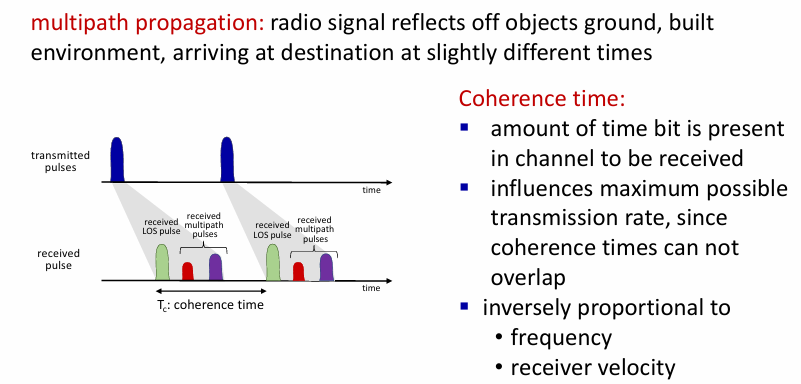 multipath propagation: radio signal reflects off objects ground, built
environment, arriving at destination at slightly different times
transmitted
pulses
time
received
LOS pulse
received
multipath
pulses
received
LOS pulse
received
multipath
pulses
received
pulse
time
Tc: coherence time
Coherence time:
▪ amount of time bit is present
in channel to be received
▪ influences maximum possible
transmission rate, since
coherence times can not
overlap
▪ inversely proportional to
• frequency
• receiver velocity